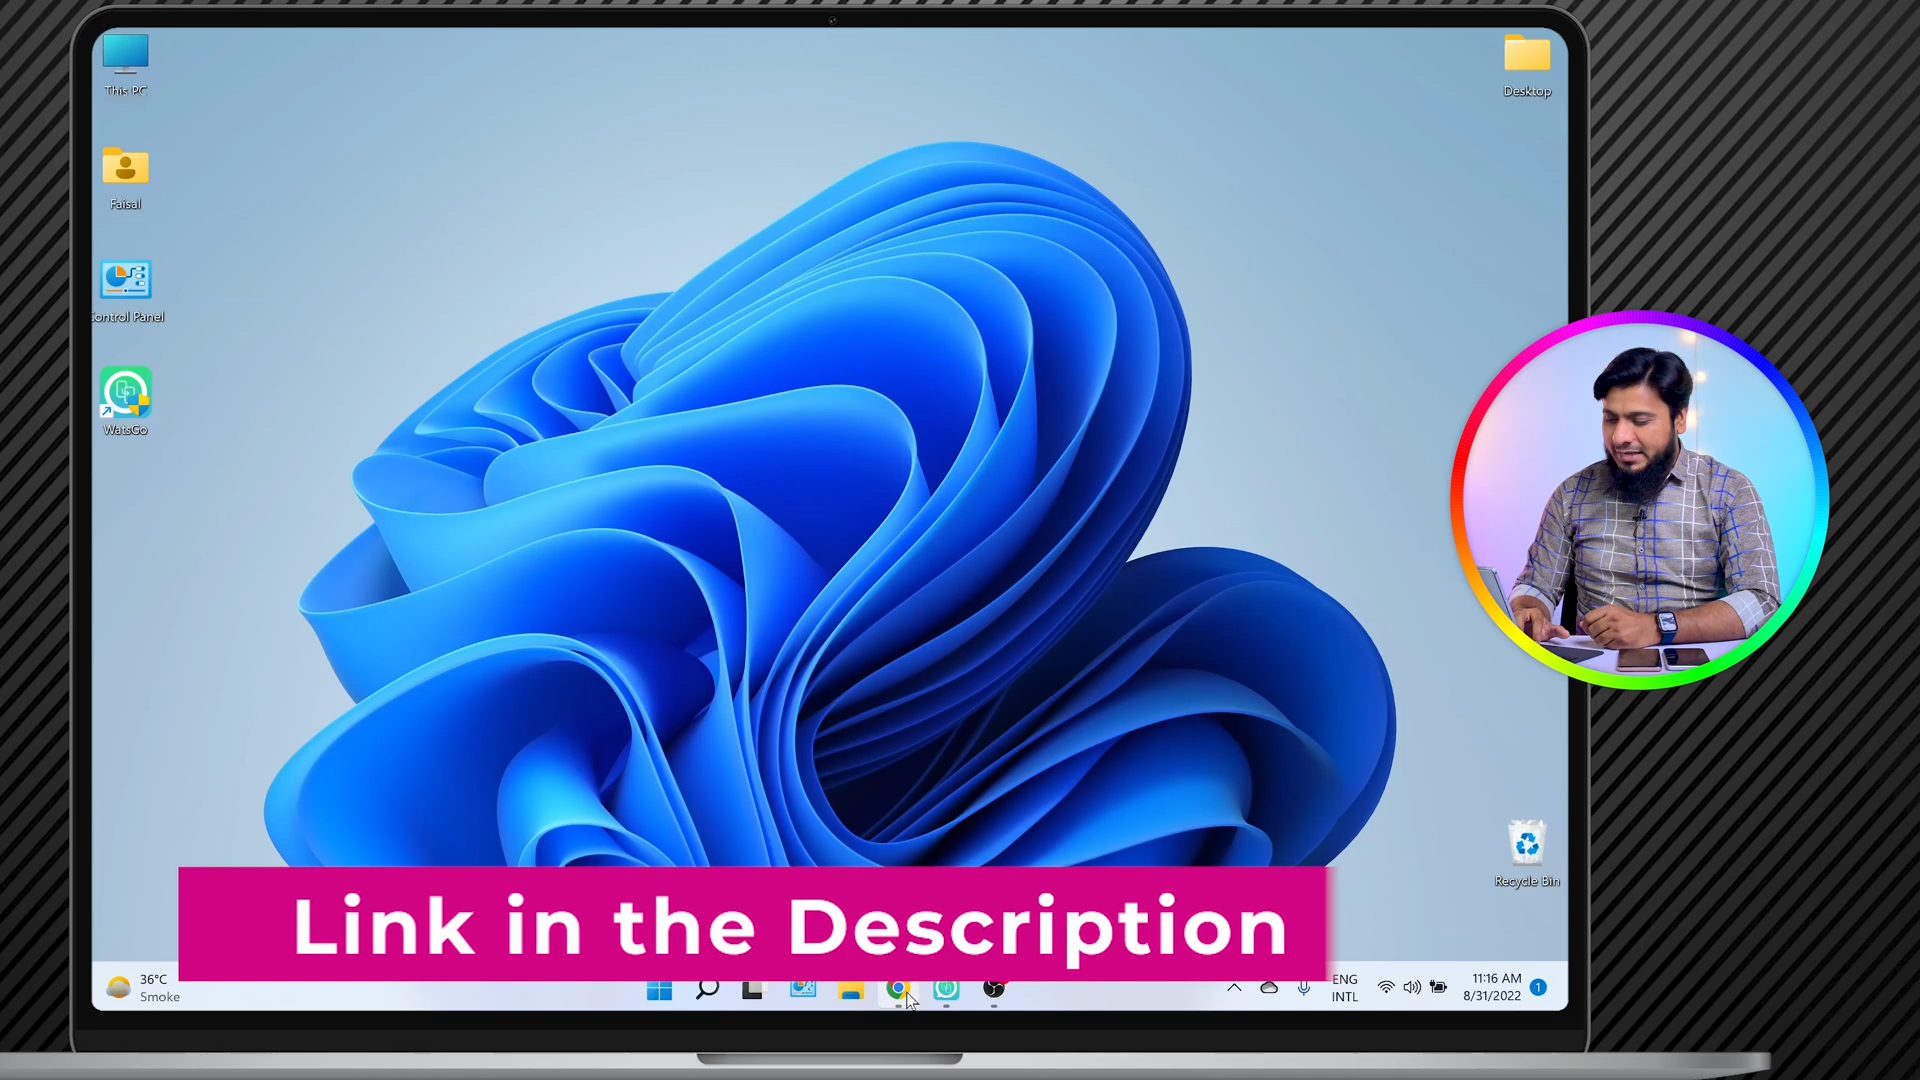 This PC
Desktop
Faisal
Control Panel
WatsGo
Recycle Bin
Link in the Description
36°C
Smoke
ENG
INTL
11:16 AM
8/31/2022
1